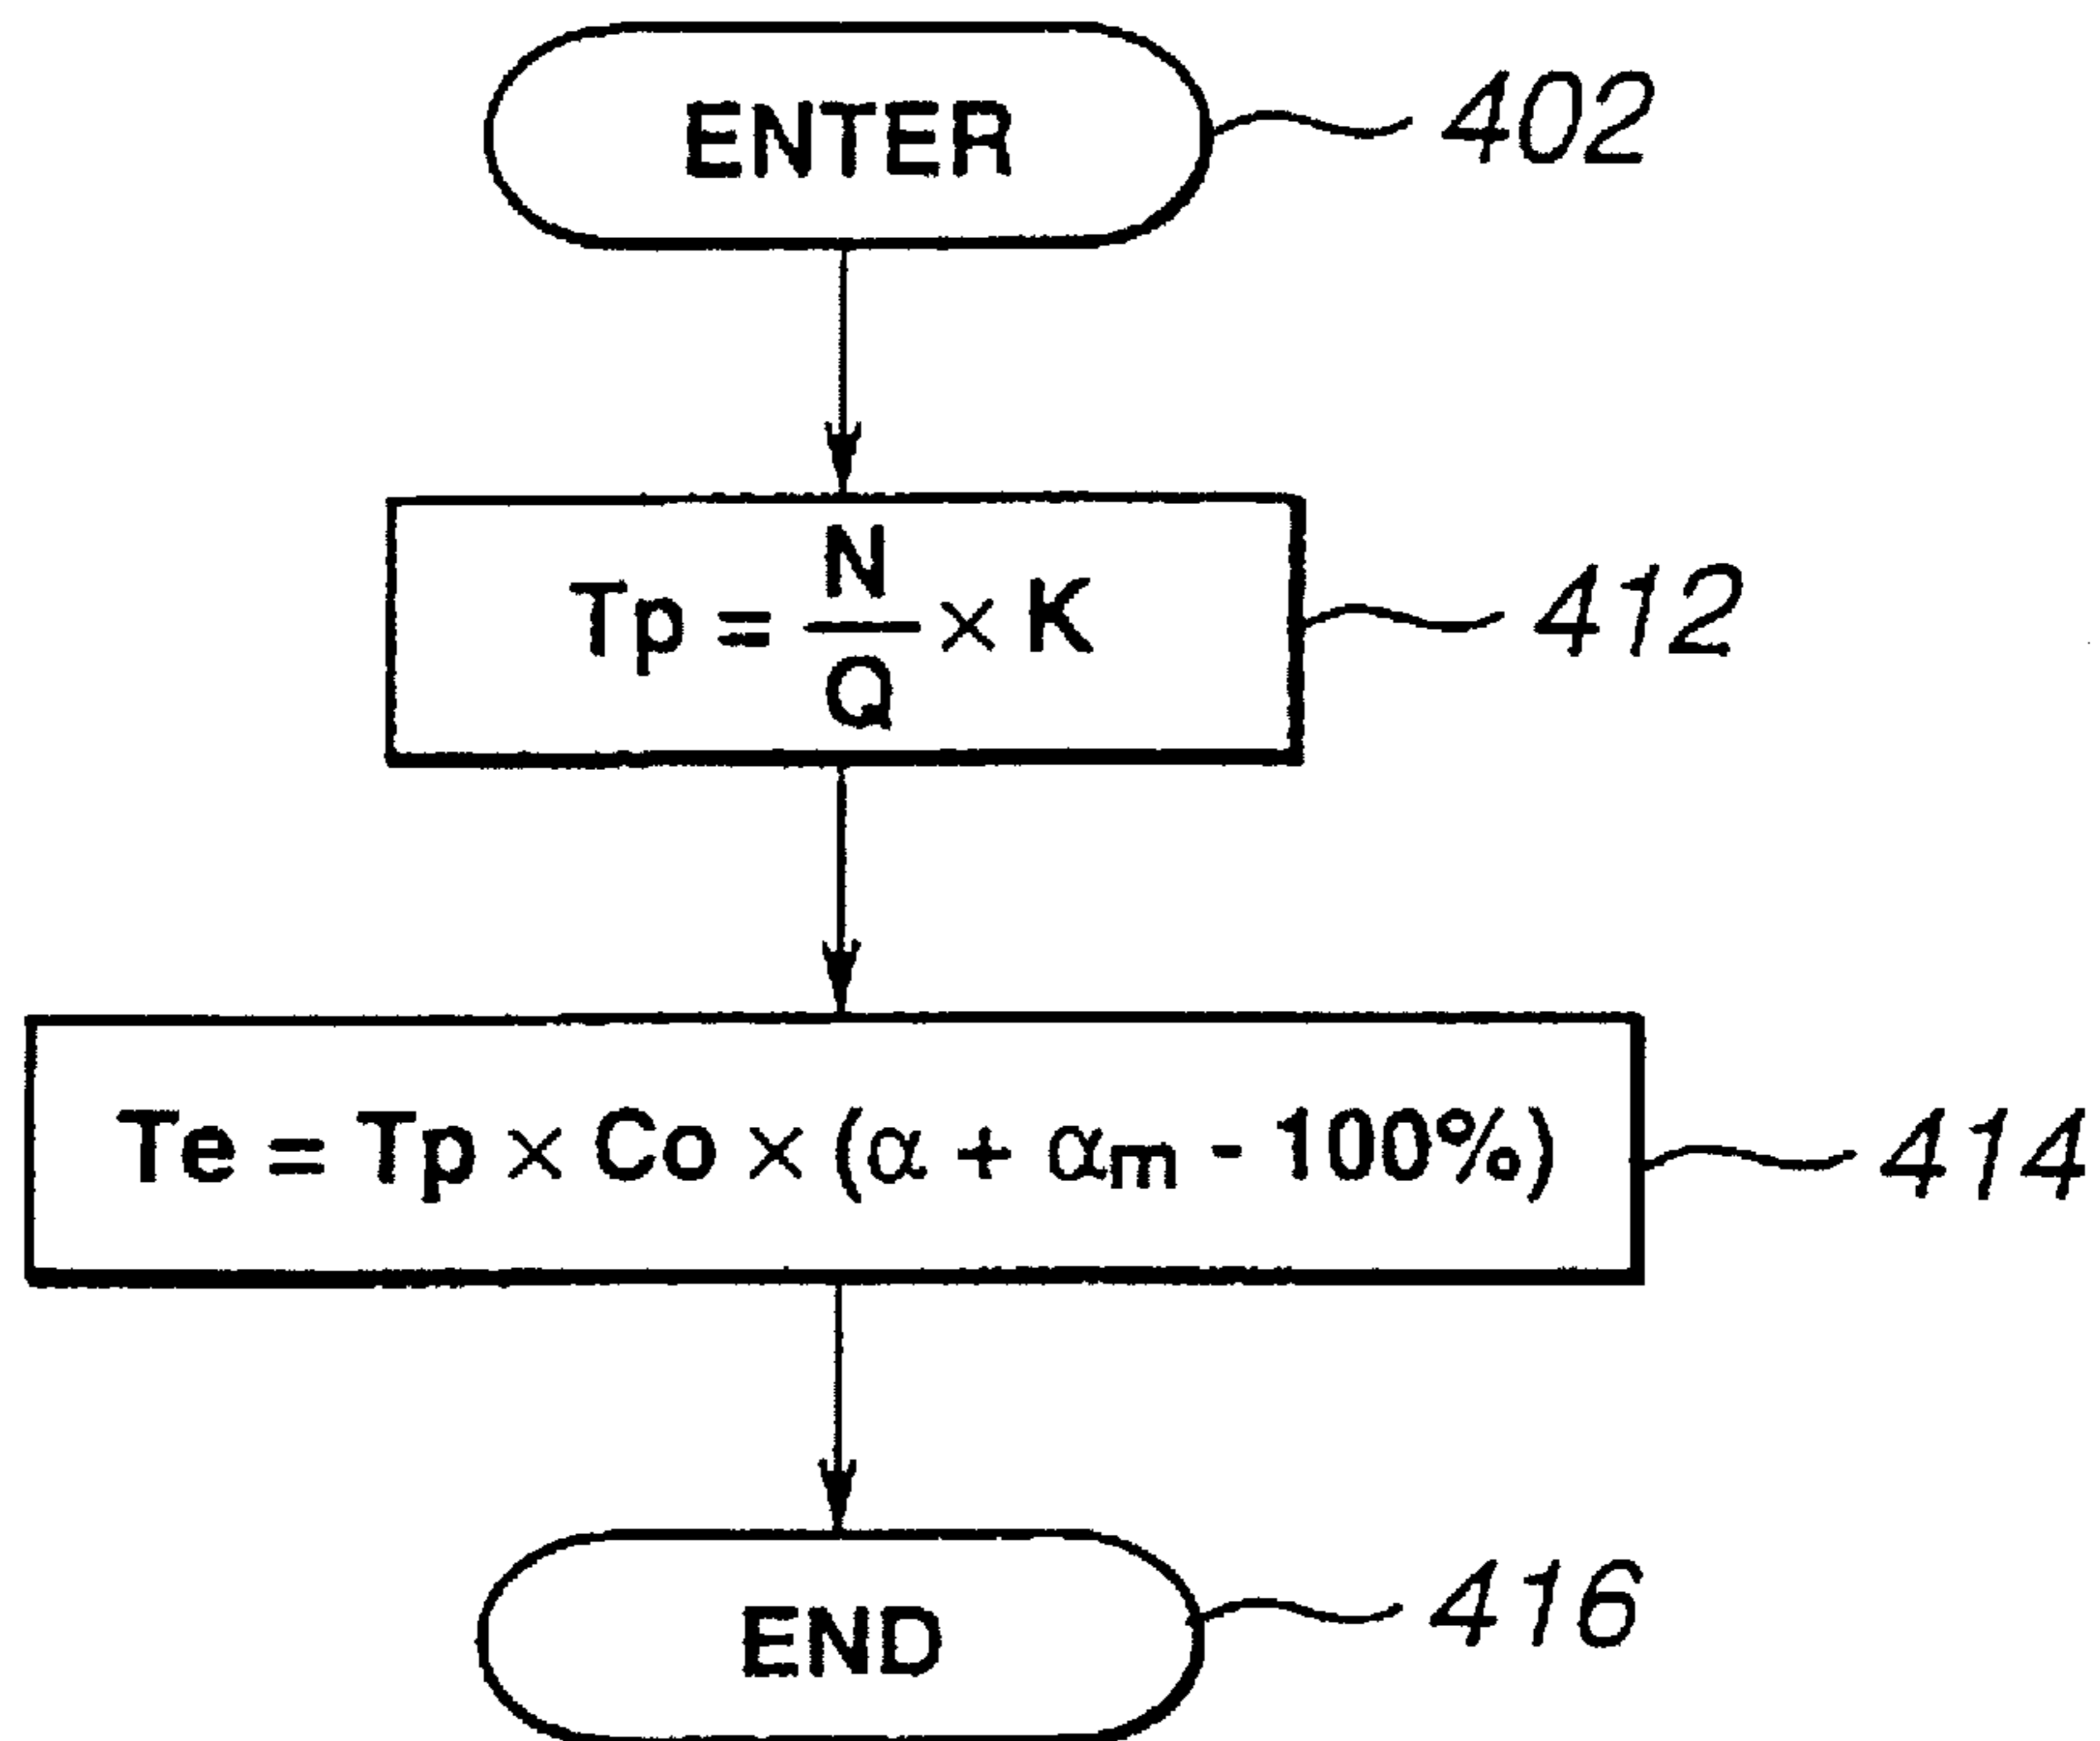 ENTER 402
Tp = N/Q × K 412
Te = Tp × Co × (α + αm - 100%) 414
END 416